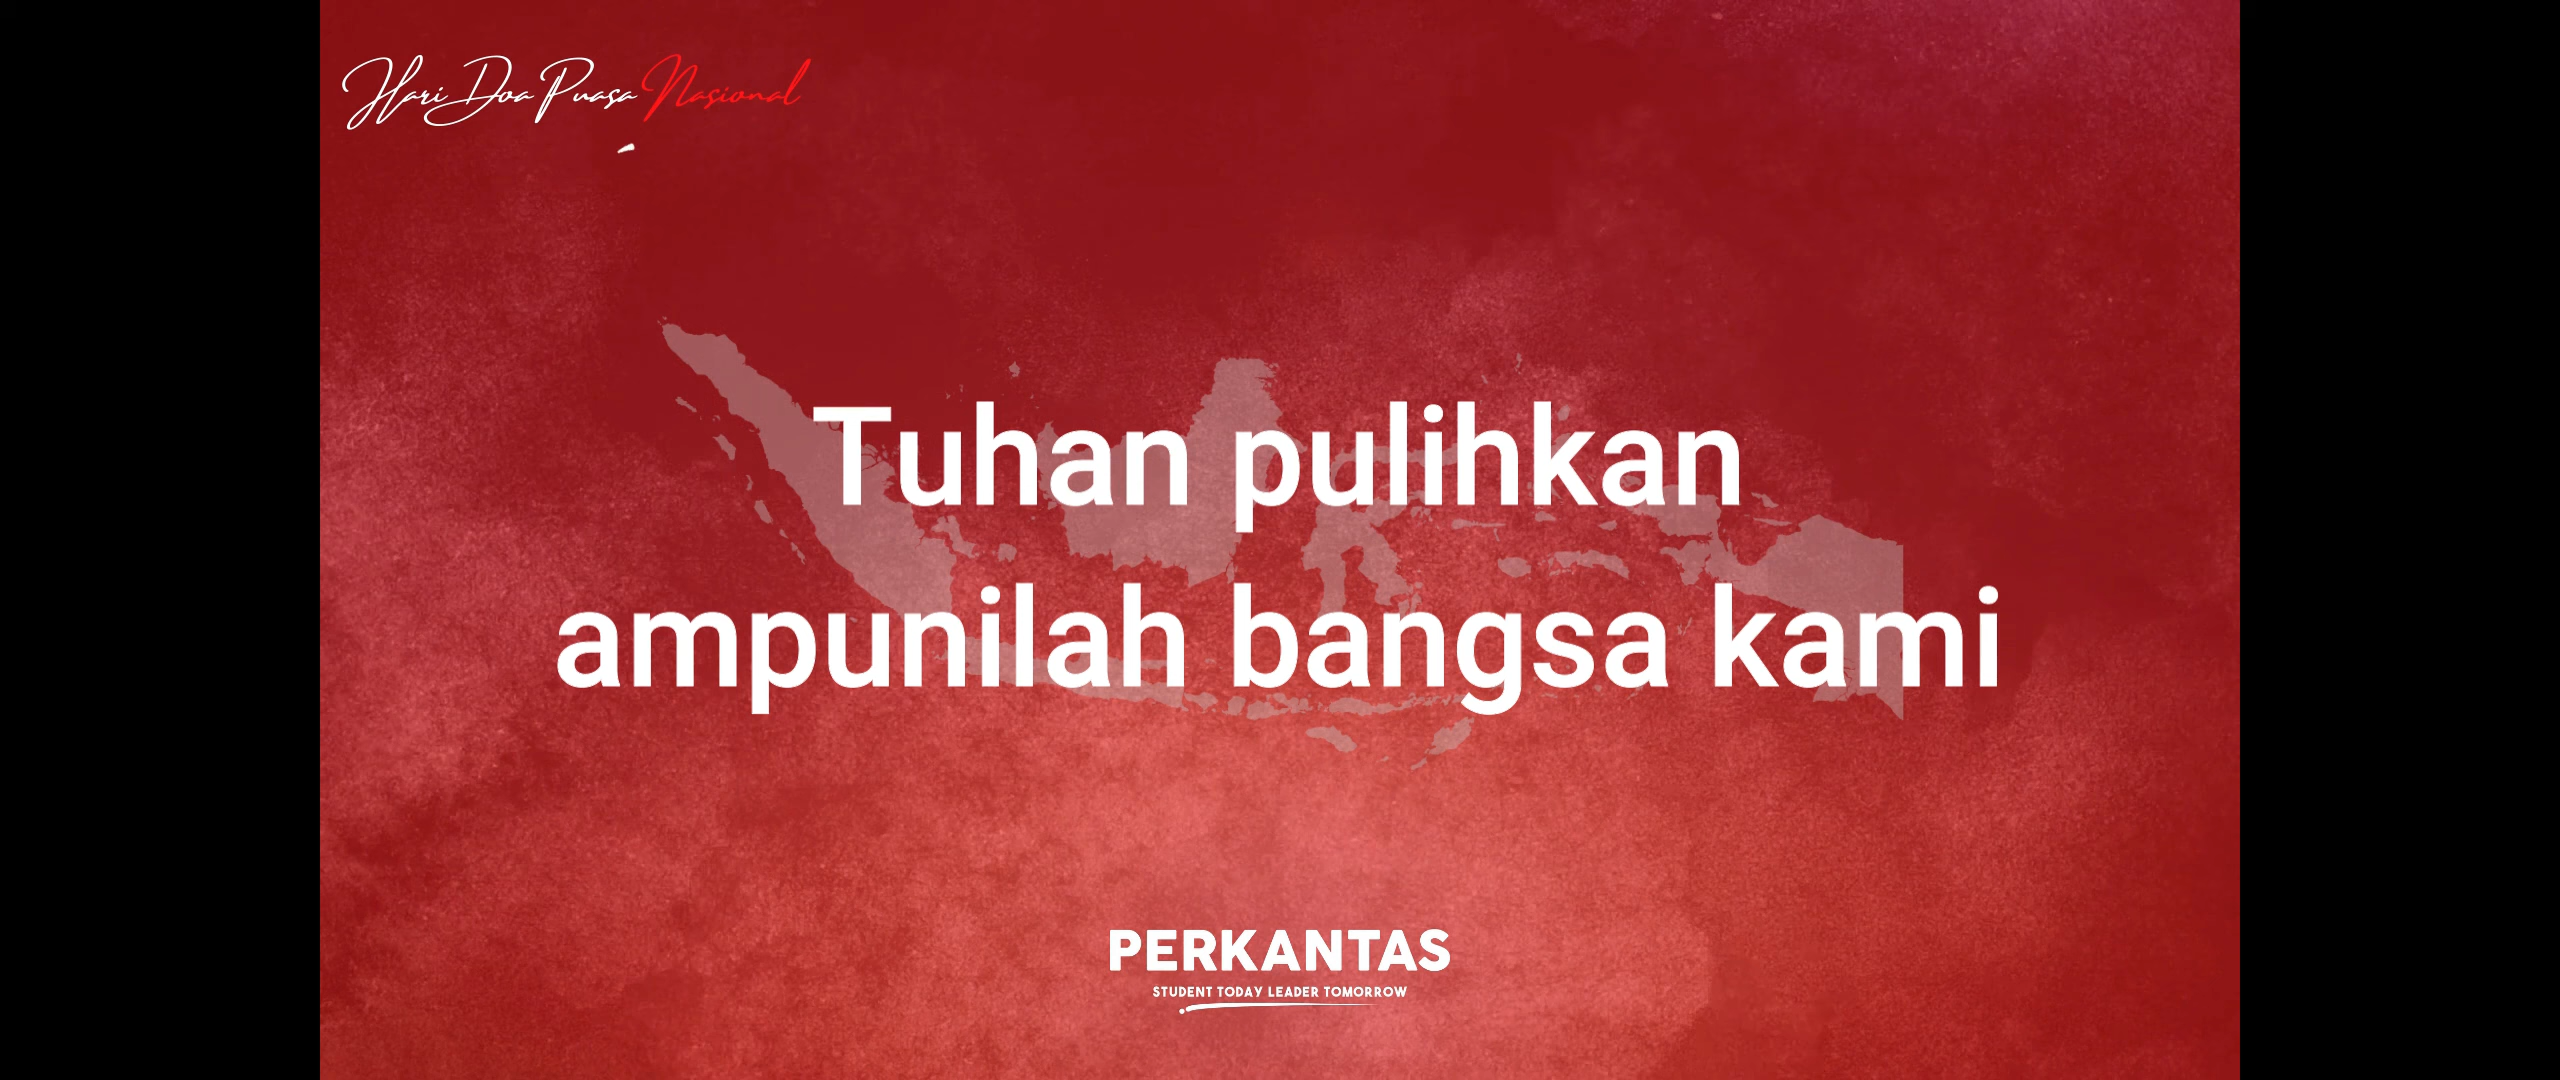 Hari Doa Puasa Nasional
Tuhan pulihkan
ampunilah bangsa kami
PERKANTAS
STUDENT TODAY LEADER TOMORROW